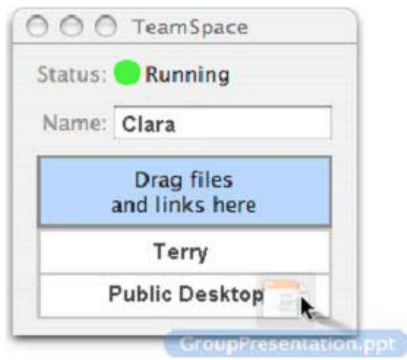 TeamSpace
Status: Running
Name: Clara
Drag files
and links here
Terry
Public Desktop
GroupPresentation.ppt